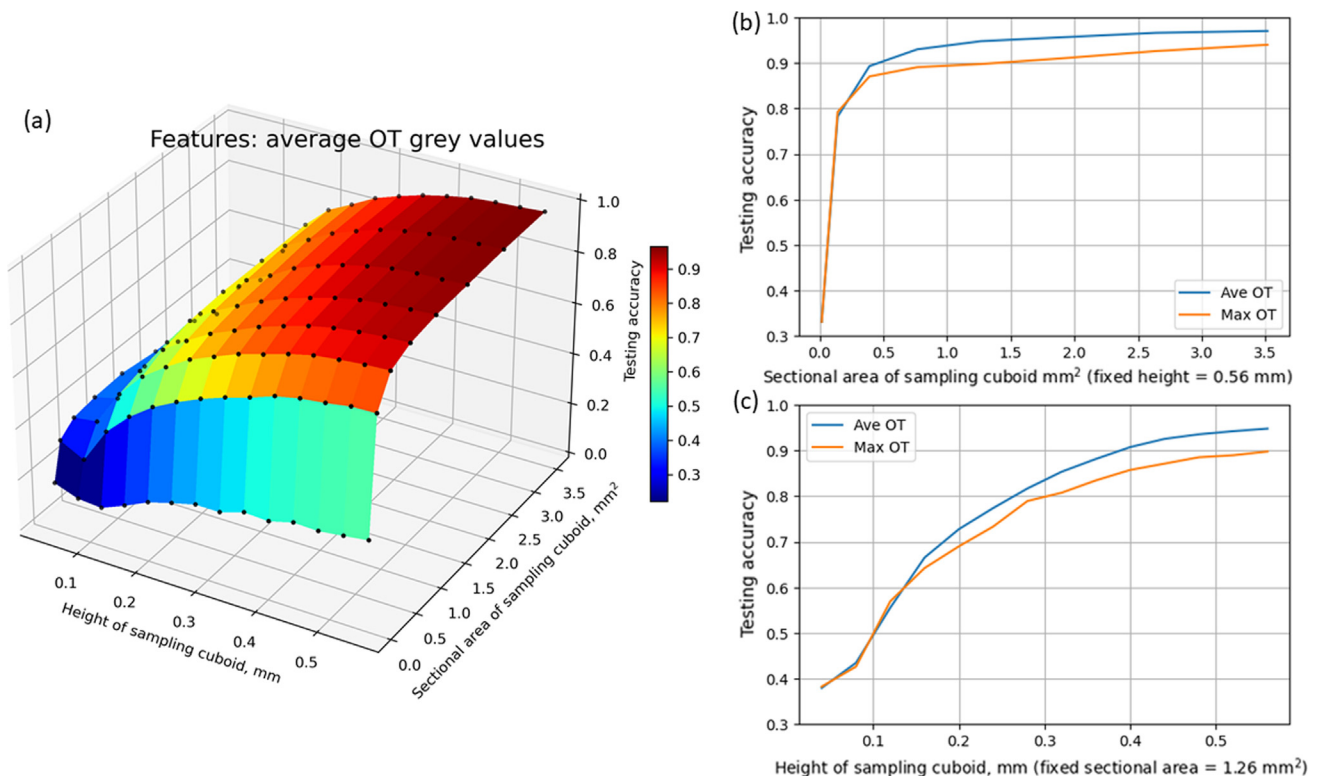 (a)
Features: average OT grey values
1.0
0.8
0.6
0.4
0.2
0.0
Testing accuracy
0.9
0.8
0.7
0.6
0.5
0.4
0.3
0.1
0.2
0.3
0.4
0.5
Height of sampling cuboid, mm
0.0
0.5
1.0
1.5
2.0
2.5
3.0
3.5
Sectional area of sampling cuboid, mm²
(b)
1.0
0.9
0.8
0.7
0.6
0.5
0.4
0.3
Testing accuracy
Ave OT
Max OT
0.0 0.5 1.0 1.5 2.0 2.5 3.0 3.5
Sectional area of sampling cuboid mm² (fixed height = 0.56 mm)
(c)
1.0
0.9
0.8
0.7
0.6
0.5
0.4
0.3
Testing accuracy
Ave OT
Max OT
0.1 0.2 0.3 0.4 0.5
Height of sampling cuboid, mm (fixed sectional area = 1.26 mm²)